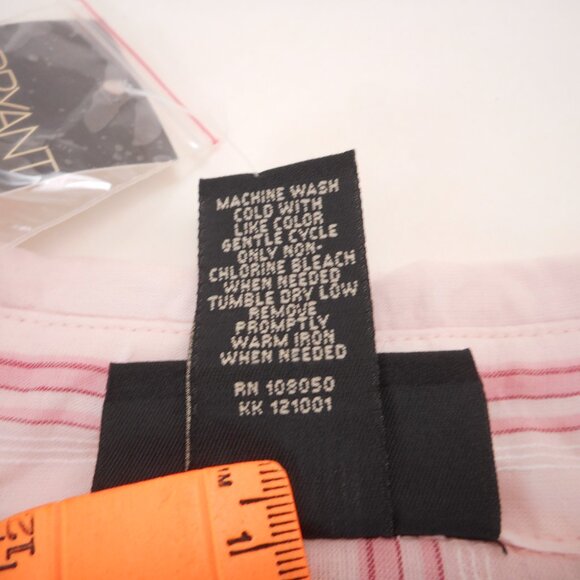 MACHINE WASH
COLD WITH
LIKE COLOR
GENTLE CYCLE
ONLY NON-
CHLORINE BLEACH
WHEN NEEDED
TUMBLE DRY LOW
REMOVE
PROMPTLY
WARM IRON
WHEN NEEDED
RN 108050
KK 121001
1